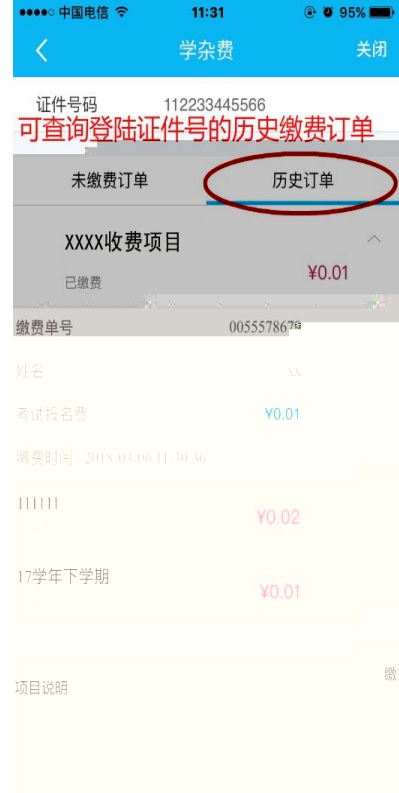 中国电信 11:31 95%
学杂费 关闭
证件号码 112233445566
可查询登陆证件号的历史缴费订单
未缴费订单 历史订单
XXXX收费项目
已缴费 ¥0.01
缴费单号 0055578679
姓名 xx
考试报名费 ¥0.01
缴费时间：2018-03-06 11:30:36
111111 ¥0.02
17学年下学期 ¥0.01
缴
项目说明